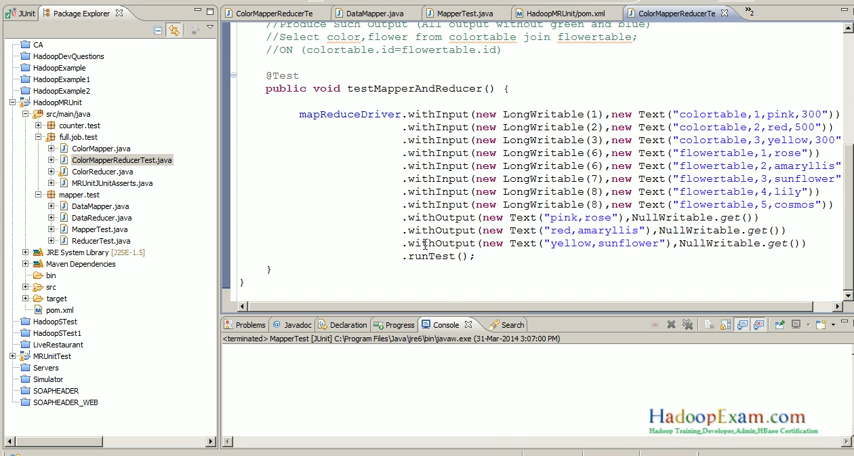 JUnit
Package Explorer
CA
HadoopDevQuestions
HadoopExample
HadoopExample1
HadoopExample2
HadoopMRUnit
src/main/java
counter.test
full.job.test
ColorMapper.java
ColorMapperReducerTest.java
ColorReducer.java
MRUnitJUnitAsserts.java
mapper.test
DataMapper.java
DataReducer.java
MapperTest.java
ReducerTest.java
JRE System Library [J2SE-1.5]
Maven Dependencies
bin
src
target
pom.xml
HadoopSTest
HadoopSTest1
LiveRestaurant
MRUnitTest
Servers
Simulator
SOAPHEADER
SOAPHEADER_WEB
ColorMapperReducerTe
DataMapper.java
MapperTest.java
HadoopMRUnit/pom.xml
ColorMapperReducerTe
»2
//Produce Such Output (All without green and blue)
//Select color,flower from colortable join flowertable;
//ON (colortable.id=flowertable.id)
@Test
public void testMapperAndReducer() {
mapReduceDriver.withInput(new LongWritable(1),new Text("colortable,1,pink,300"))
.withInput(new LongWritable(2),new Text("colortable,2,red,500"))
.withInput(new LongWritable(3),new Text("colortable,3,yellow,300"
.withInput(new LongWritable(6),new Text("flowertable,1,rose"))
.withInput(new LongWritable(6),new Text("flowertable,2,amaryllis"
.withInput(new LongWritable(7),new Text("flowertable,3,sunflower"
.withInput(new LongWritable(8),new Text("flowertable,4,lily"))
.withInput(new LongWritable(8),new Text("flowertable,5,cosmos"))
.withOutput(new Text("pink,rose"),NullWritable.get())
.withOutput(new Text("red,amaryllis"),NullWritable.get())
.withOutput(new Text("yellow,sunflower"),NullWritable.get())
.runTest();
}
}
Problems
Javadoc
Declaration
Progress
Console
Search
<terminated> MapperTest [JUnit] C:\Program Files\Java\jre6\bin\javaw.exe (31-Mar-2014 3:07:00 PM)
HadoopExam.com
Hadoop Training,Developer,Admin,HBase Certification